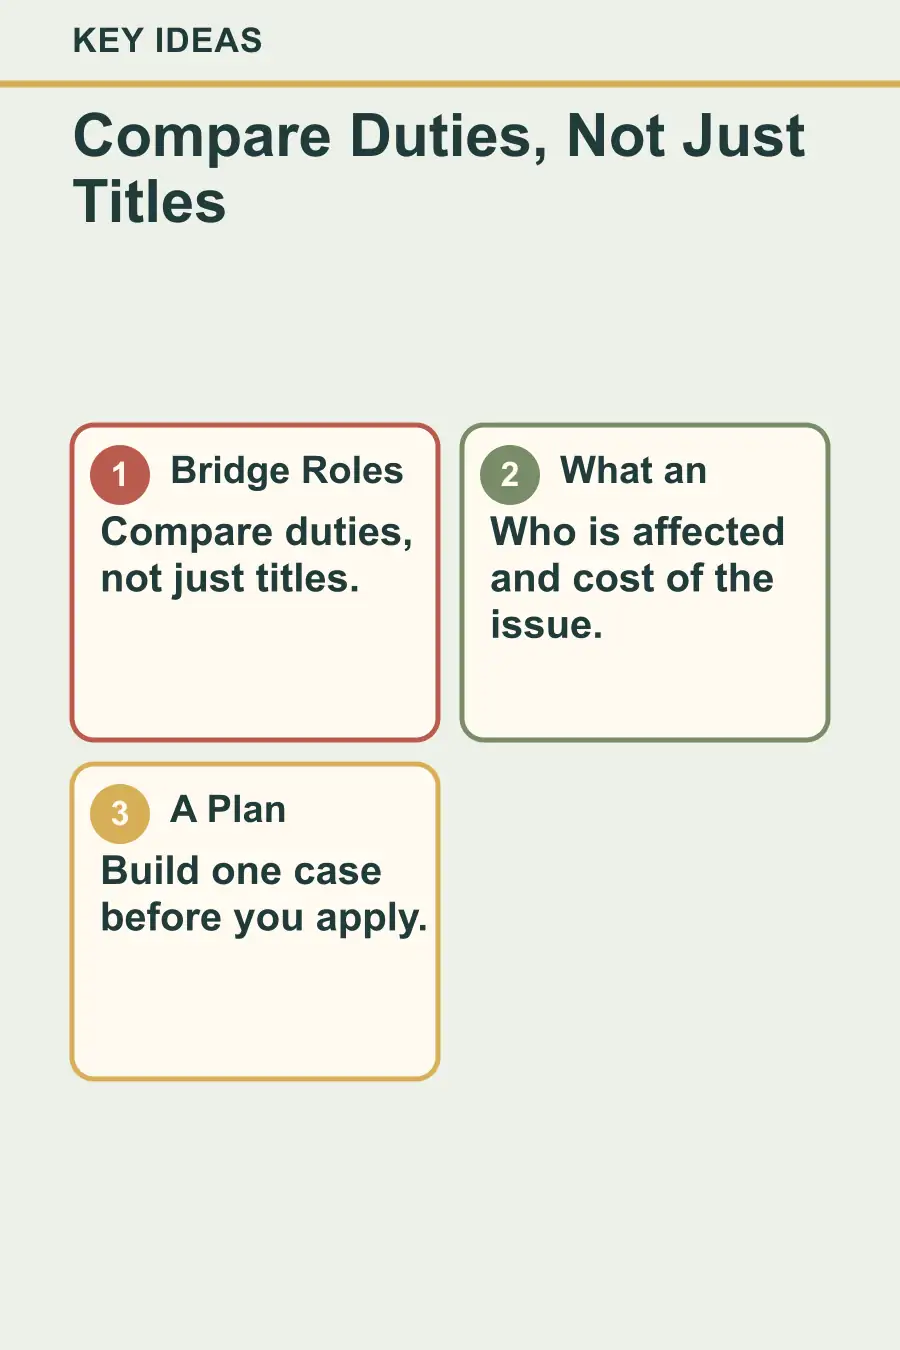 KEY IDEAS
Compare Duties, Not Just
Titles
1 Bridge Roles
Compare duties,
not just titles.
2 What an
Who is affected
and cost of the
issue.
3 A Plan
Build one case
before you apply.